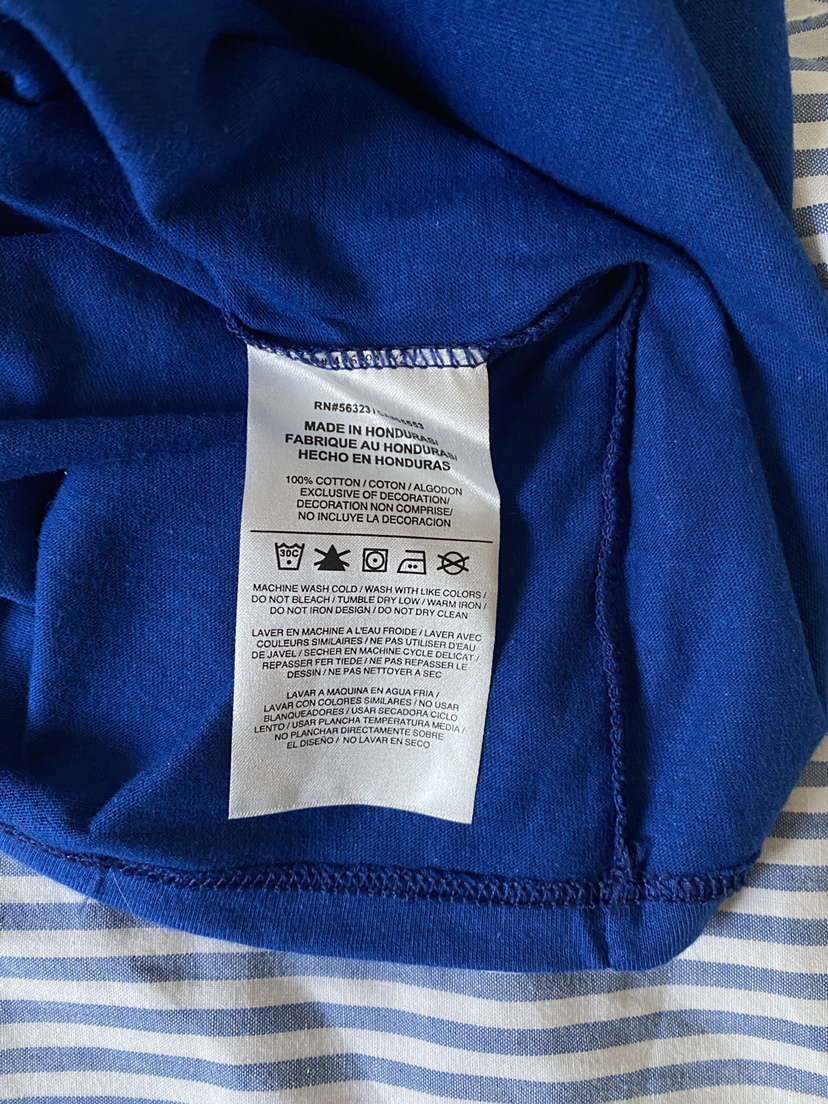 RN#56323/
MADE IN HONDURAS/
FABRIQUE AU HONDURAS/
HECHO EN HONDURAS
100% COTTON / COTON / ALGODON
EXCLUSIVE OF DECORATION/
DECORATION NON COMPRISE/
NO INCLUYE LA DECORACION
30C
MACHINE WASH COLD / WASH WITH LIKE COLORS /
DO NOT BLEACH / TUMBLE DRY LOW / WARM IRON /
DO NOT IRON DESIGN / DO NOT DRY CLEAN
LAVER EN MACHINE A L'EAU FROIDE / LAVER AVEC
COULEURS SIMILAIRES / NE PAS UTILISER D'EAU
DE JAVEL / SECHER EN MACHINE CYCLE DELICAT /
REPASSER FER TIEDE / NE PAS REPASSER LE
DESSIN / NE PAS NETTOYER A SEC
LAVAR A MAQUINA EN AGUA FRIA /
LAVAR CON COLORES SIMILARES / NO USAR
BLANQUEADORES / USAR SECADORA CICLO
LENTO / USAR PLANCHA TEMPERATURA MEDIA /
NO PLANCHAR DIRECTAMENTE SOBRE
EL DISEÑO / NO LAVAR EN SECO